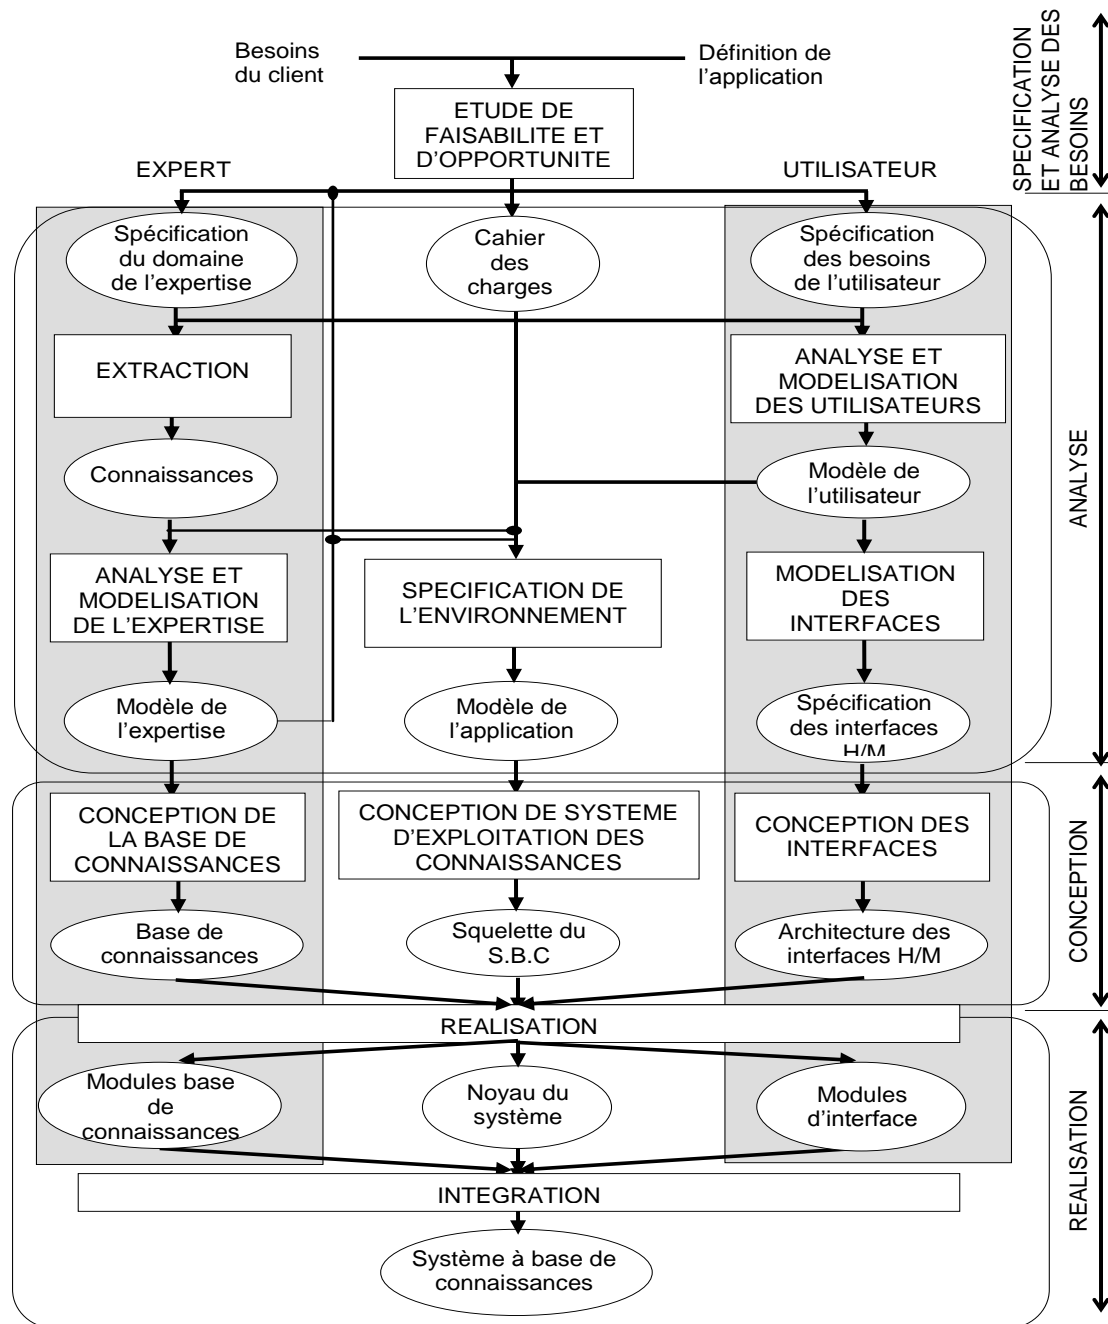 Besoins
du client
Définition de
l'application
ETUDE DE
FAISABILITE ET
D'OPPORTUNITE
EXPERT
UTILISATEUR
SPECIFICATION
ET ANALYSE DES
BESOINS
Spécification
du domaine
de l'expertise
Cahier
des
charges
Spécification
des besoins
de l'utilisateur
EXTRACTION
ANALYSE ET
MODELISATION
DES UTILISATEURS
Connaissances
Modèle de
l'utilisateur
ANALYSE
ANALYSE ET
MODELISATION
DE L'EXPERTISE
SPECIFICATION DE
L'ENVIRONNEMENT
MODELISATION
DES
INTERFACES
Modèle de
l'expertise
Modèle de
l'application
Spécification
des interfaces
H/M
CONCEPTION DE
LA BASE DE
CONNAISSANCES
CONCEPTION DE SYSTEME
D'EXPLOITATION DES
CONNAISSANCES
CONCEPTION DES
INTERFACES
CONCEPTION
Base de
connaissances
Squelette du
S.B.C
Architecture des
interfaces H/M
REALISATION
Modules base
de
connaissances
Noyau du
système
Modules
d'interface
REALISATION
INTEGRATION
Système à base de
connaissances